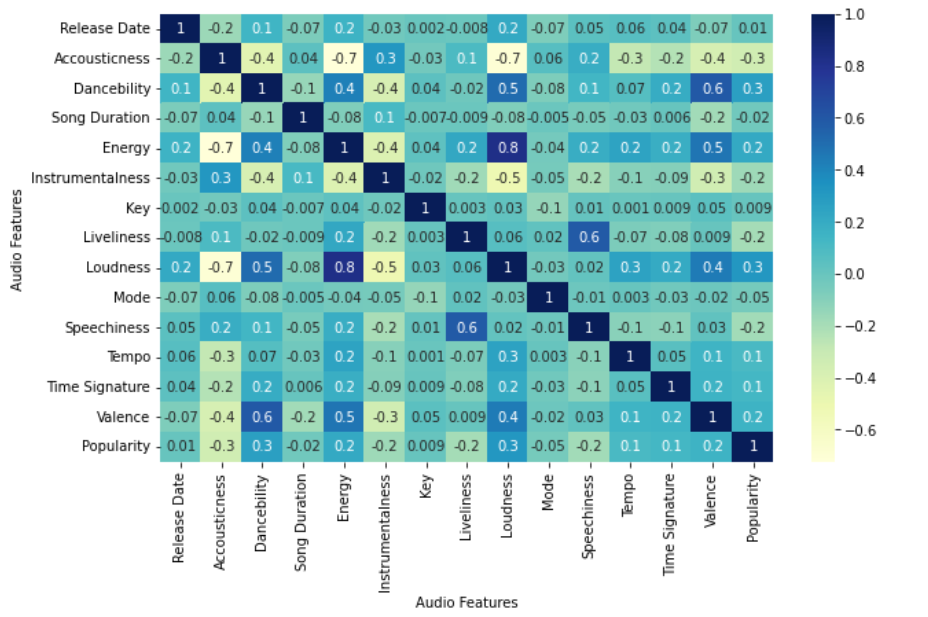 Release Date 1 -0.2 0.1 -0.07 0.2 -0.03 0.002 -0.008 0.2 -0.07 0.05 0.06 0.04 -0.07 0.01
Accousticness -0.2 1 -0.4 0.04 -0.7 0.3 -0.03 0.1 -0.7 0.06 0.2 -0.3 -0.2 -0.4 -0.3
Dancebility 0.1 -0.4 1 -0.1 0.4 -0.4 0.04 -0.02 0.5 -0.08 0.1 0.07 0.2 0.6 0.3
Song Duration -0.07 0.04 -0.1 1 -0.08 0.1 -0.007 -0.009 -0.08 -0.005 -0.05 -0.03 0.006 -0.2 -0.02
Energy 0.2 -0.7 0.4 -0.08 1 -0.4 0.04 0.2 0.8 -0.04 0.2 0.2 0.2 0.5 0.2
Instrumentalness -0.03 0.3 -0.4 0.1 -0.4 1 -0.02 -0.2 -0.5 -0.05 -0.2 -0.1 -0.09 -0.3 -0.2
Key 0.002 -0.03 0.04 -0.007 0.04 -0.02 1 0.003 0.03 -0.1 0.01 0.001 0.009 0.05 0.009
Liveliness -0.008 0.1 -0.02 -0.009 0.2 -0.2 0.003 1 0.06 0.02 0.6 -0.07 -0.08 0.009 -0.2
Loudness 0.2 -0.7 0.5 -0.08 0.8 -0.5 0.03 0.06 1 -0.03 0.02 0.3 0.2 0.4 0.3
Mode -0.07 0.06 -0.08 -0.005 -0.04 -0.05 -0.1 0.02 -0.03 1 -0.01 0.003 -0.03 -0.02 -0.05
Speechiness 0.05 0.2 0.1 -0.05 0.2 -0.2 0.01 0.6 0.02 -0.01 1 -0.1 -0.1 0.03 -0.2
Tempo 0.06 -0.3 0.07 -0.03 0.2 -0.1 0.001 -0.07 0.3 0.003 -0.1 1 0.05 0.1 0.1
Time Signature 0.04 -0.2 0.2 0.006 0.2 -0.09 0.009 -0.08 0.2 -0.03 -0.1 0.05 1 0.2 0.1
Valence -0.07 -0.4 0.6 -0.2 0.5 -0.3 0.05 0.009 0.4 -0.02 0.03 0.1 0.2 1 0.2
Popularity 0.01 -0.3 0.3 -0.02 0.2 -0.2 0.009 -0.2 0.3 -0.05 -0.2 0.1 0.1 0.2 1
Audio Features
Release Date
Accousticness
Dancebility
Song Duration
Energy
Instrumentalness
Key
Liveliness
Loudness
Mode
Speechiness
Tempo
Time Signature
Valence
Popularity
Audio Features
1.0
0.8
0.6
0.4
0.2
0.0
−0.2
−0.4
−0.6